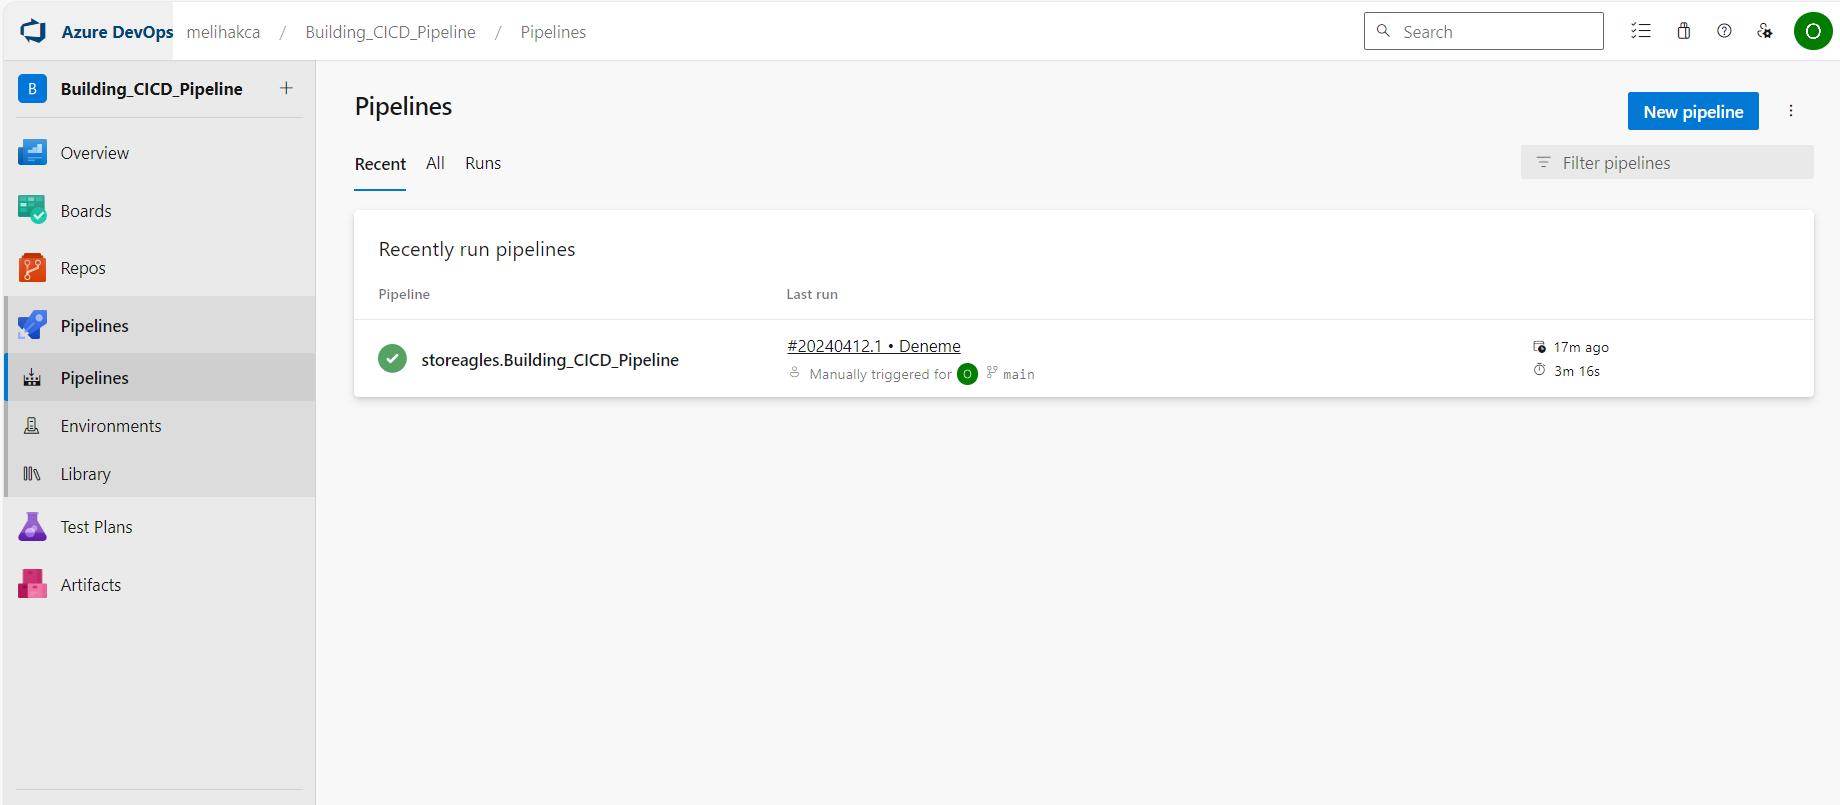 Azure DevOps melihakca / Building_CICD_Pipeline / Pipelines Search O
B Building_CICD_Pipeline +
Overview
Boards
Repos
Pipelines
Pipelines
Environments
Library
Test Plans
Artifacts
Pipelines
New pipeline
Recent All Runs
Filter pipelines
Recently run pipelines
Pipeline Last run
storeagles.Building_CICD_Pipeline
#20240412.1 • Deneme
Manually triggered for O main
17m ago
3m 16s